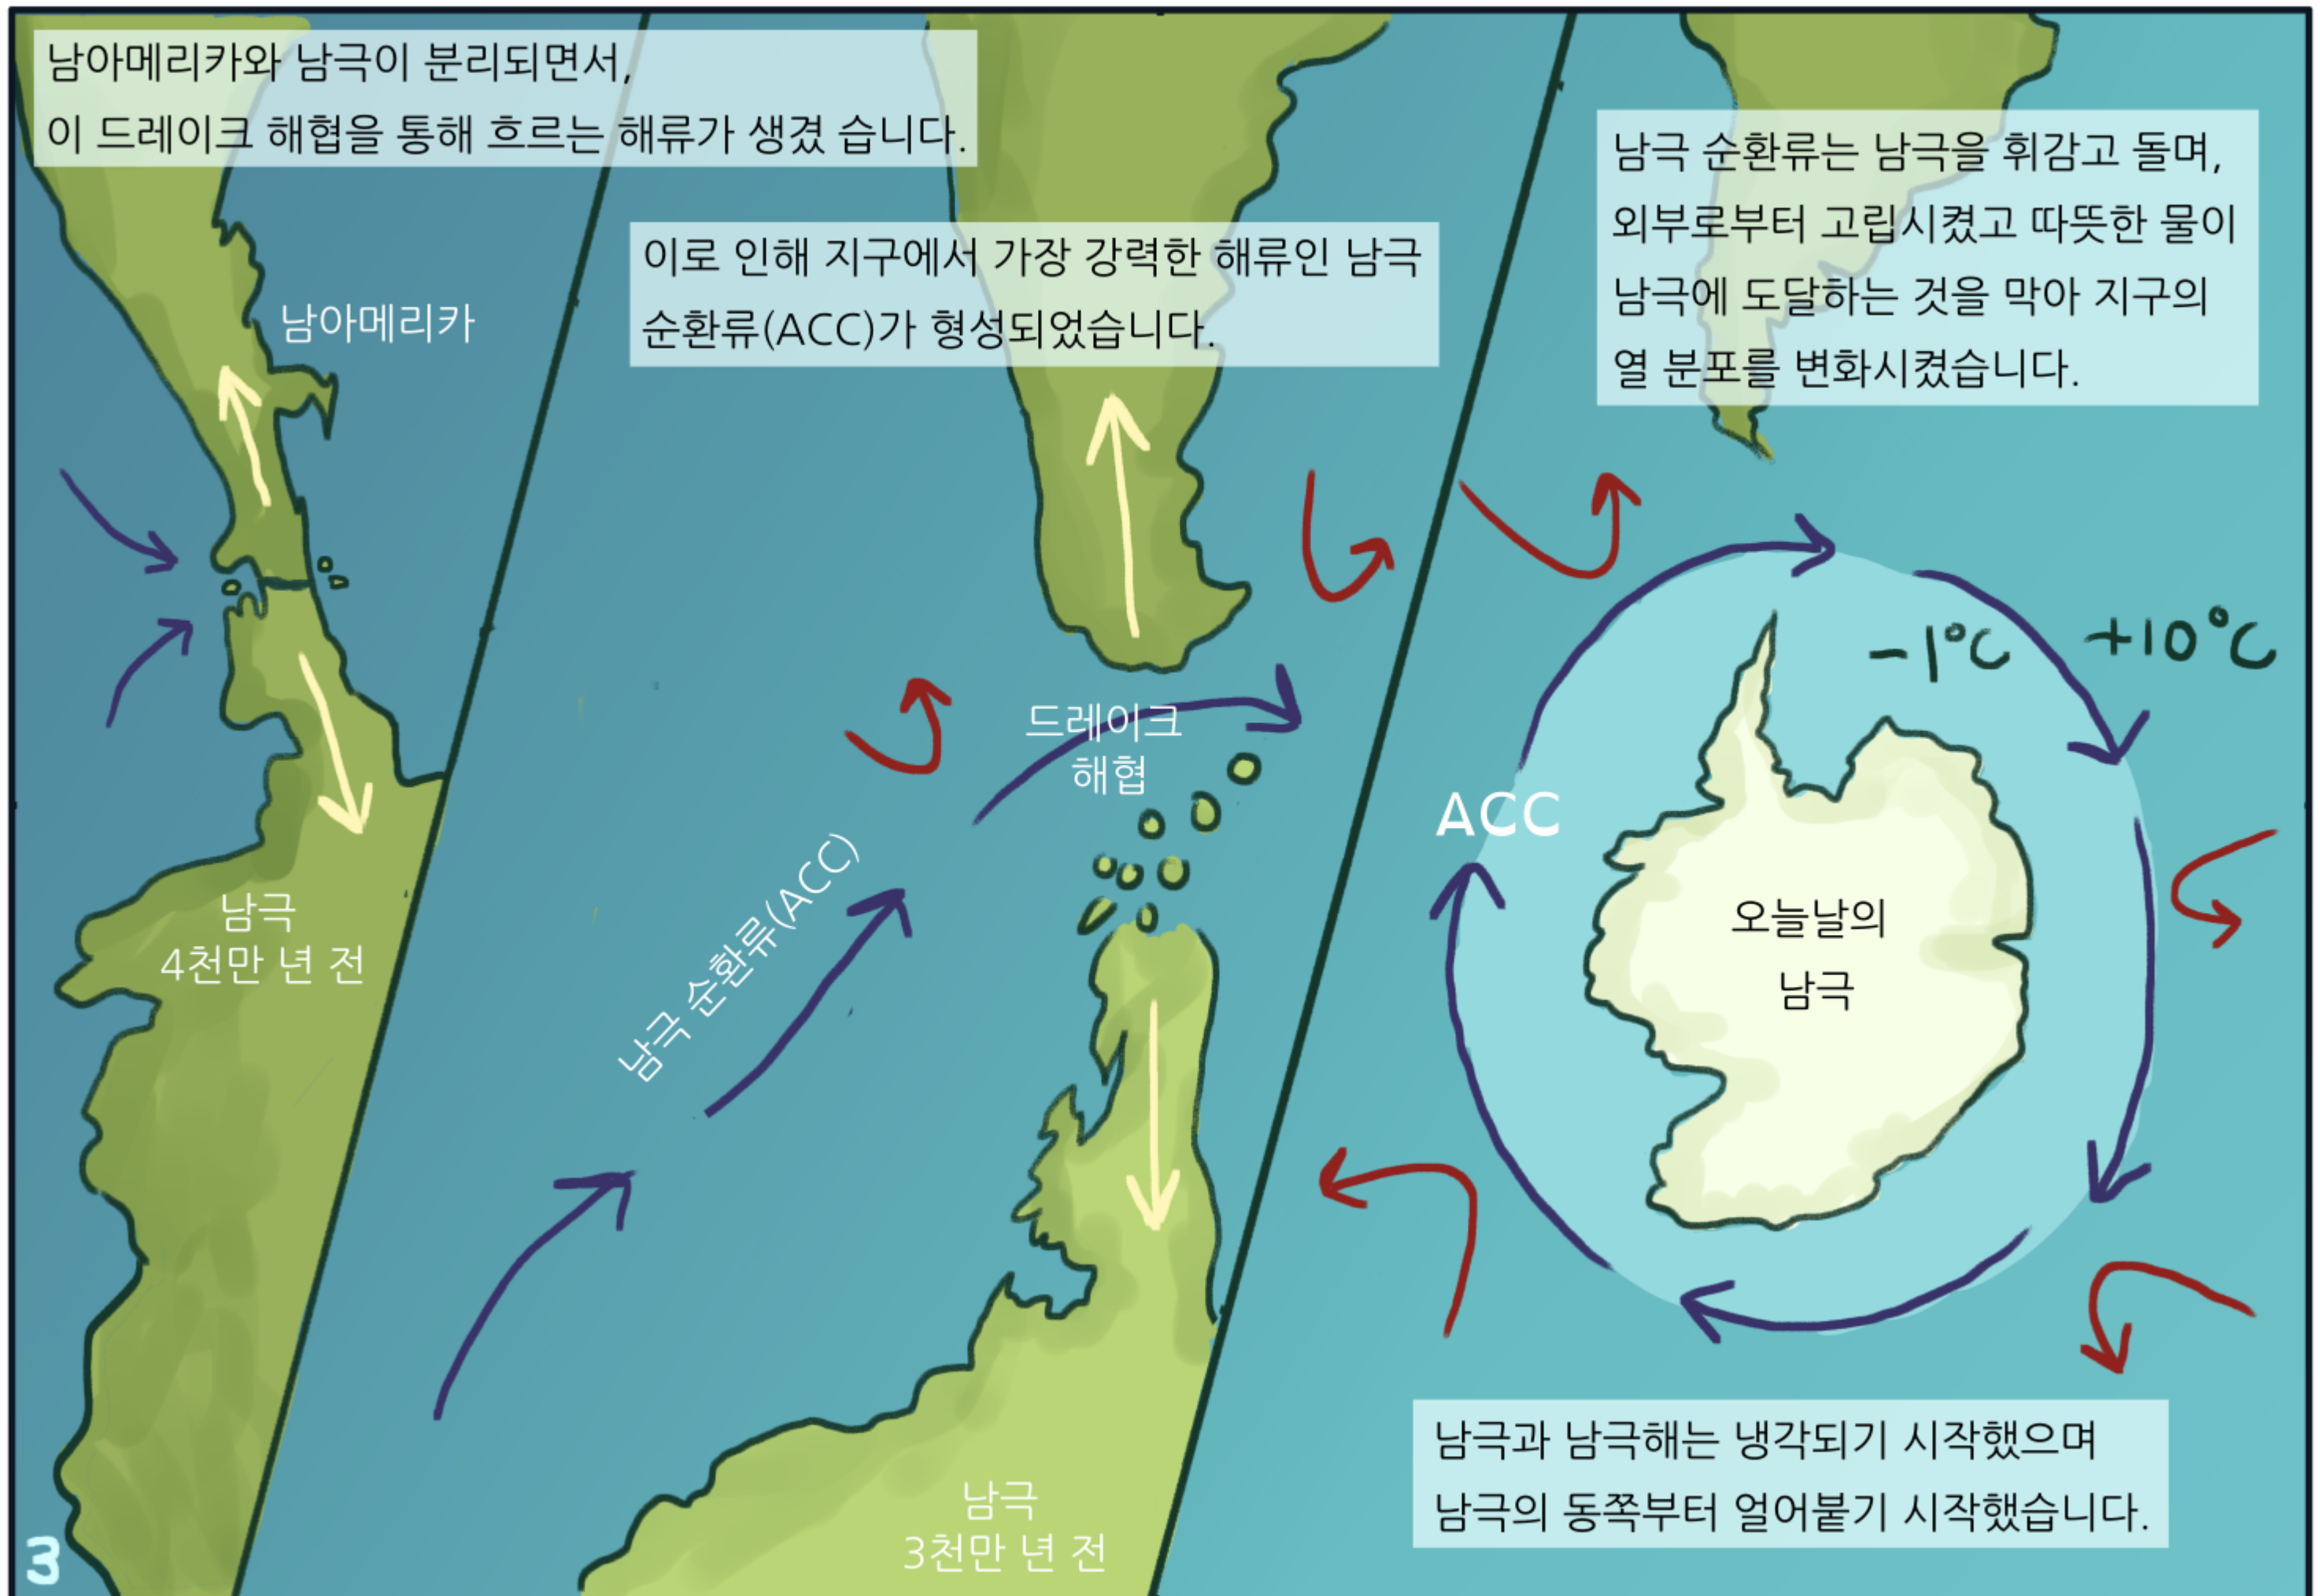 남아메리카와 남극이 분리되면서,
이 드레이크 해협을 통해 흐르는 해류가 생겼 습니다.
남아메리카
남극
4천만 년 전
3
이로 인해 지구에서 가장 강력한 해류인 남극
순환류(ACC)가 형성되었습니다.
드레이크
해협
남극 순환류(ACC)
남극
3천만 년 전
남극 순환류는 남극을 휘감고 돌며,
외부로부터 고립시켰고 따뜻한 물이
남극에 도달하는 것을 막아 지구의
열 분포를 변화시켰습니다.
-1°C
+10°C
ACC
오늘날의
남극
남극과 남극해는 냉각되기 시작했으며
남극의 동쪽부터 얼어붙기 시작했습니다.